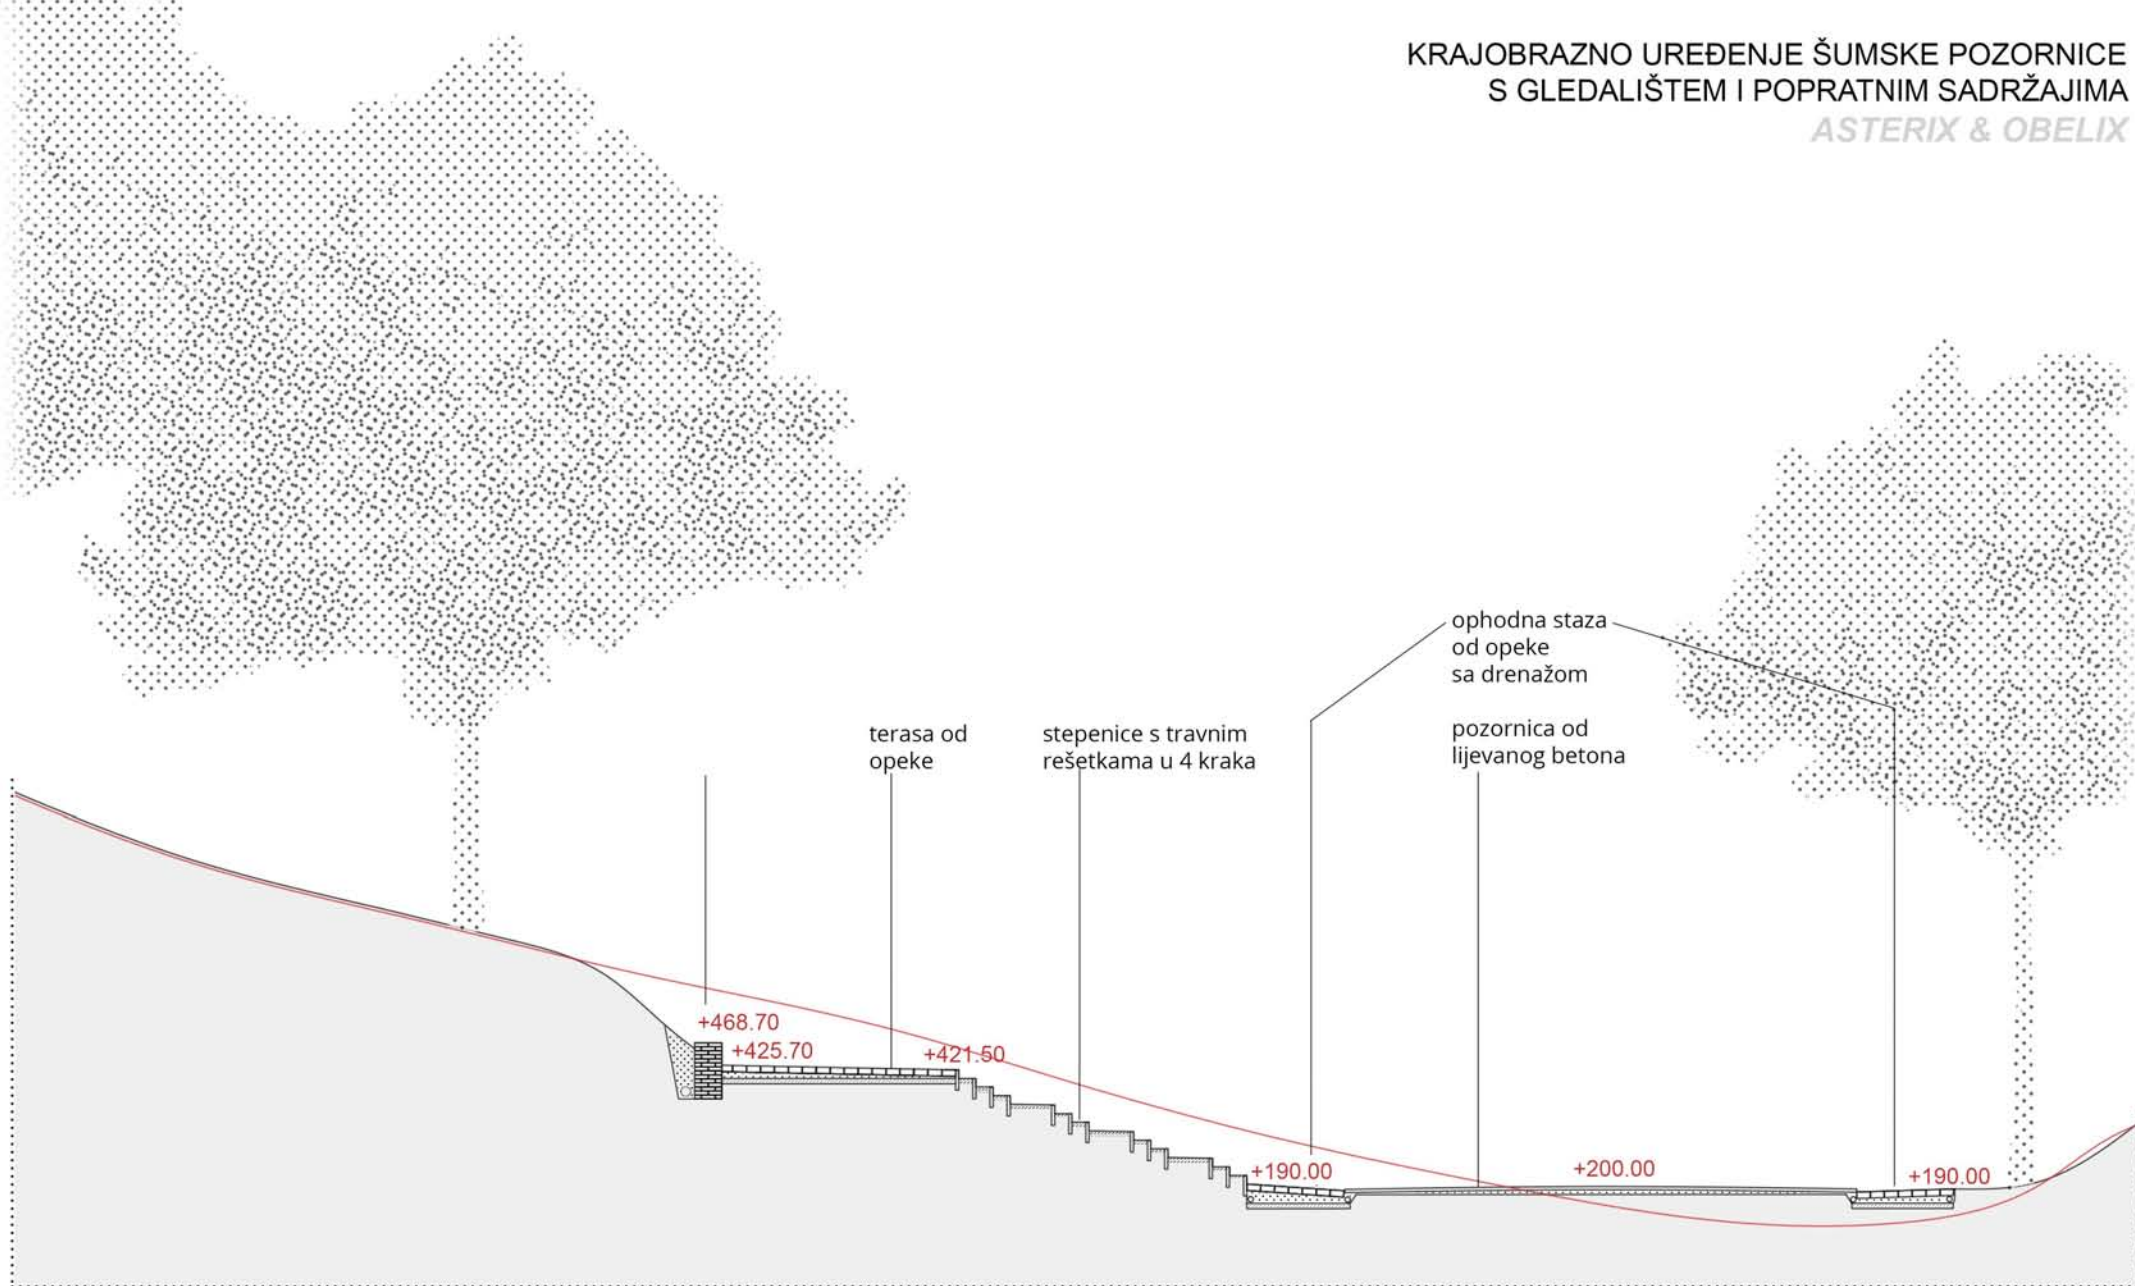 KRAJOBRAZNO UREĐENJE ŠUMSKE POZORNICE
S GLEDALIŠTEM I POPRATNIM SADRŽAJIMA
ASTERIX & OBELIX
ophodna staza
od opeke
sa drenažom
terasa od
opeke
stepenice s travnim
rešetkama u 4 kraka
pozornica od
lijevanog betona
+468.70
+425.70
+421.50
+190.00
+200.00
+190.00